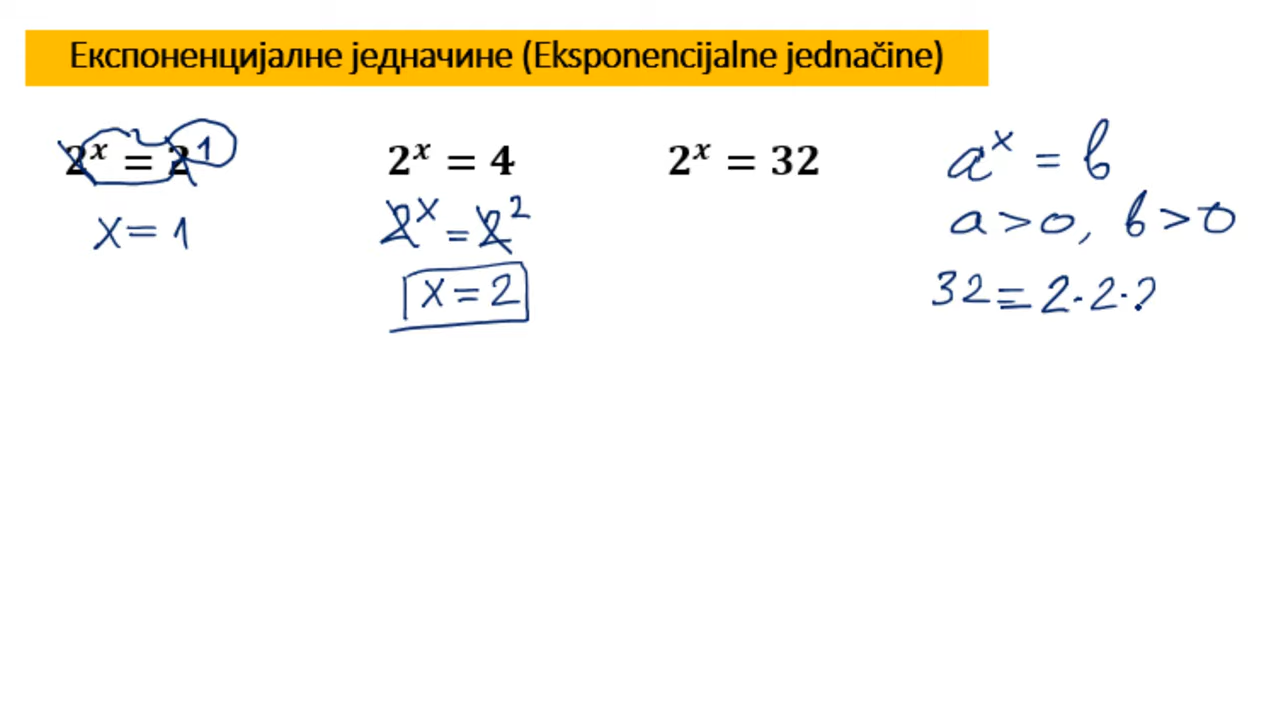 Експоненцијалне једначине (Eksponencijalne jednačine)
2ˣ = 2¹
x = 1
2ˣ = 4
2ˣ = 2²
x = 2
2ˣ = 32
aˣ = b
a > 0, b > 0
32 = 2·2·2